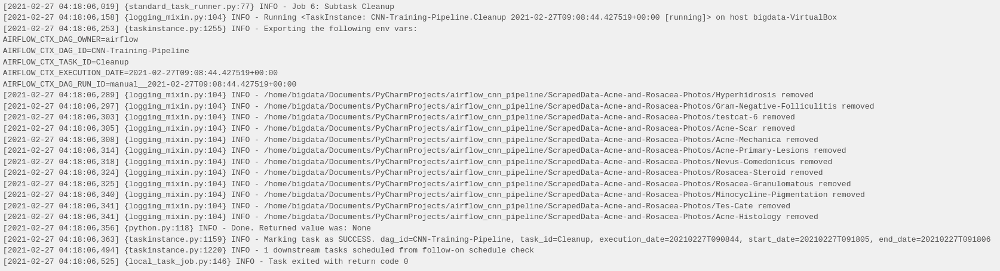 [2021-02-27 04:18:06,019] {standard_task_runner.py:77} INFO - Job 6: Subtask Cleanup
[2021-02-27 04:18:06,158] {logging_mixin.py:104} INFO - Running <TaskInstance: CNN-Training-Pipeline.Cleanup 2021-02-27T09:08:44.427519+00:00 [running]> on host bigdata-VirtualBox
[2021-02-27 04:18:06,253] {taskinstance.py:1255} INFO - Exporting the following env vars:
AIRFLOW_CTX_DAG_OWNER=airflow
AIRFLOW_CTX_DAG_ID=CNN-Training-Pipeline
AIRFLOW_CTX_TASK_ID=Cleanup
AIRFLOW_CTX_EXECUTION_DATE=2021-02-27T09:08:44.427519+00:00
AIRFLOW_CTX_DAG_RUN_ID=manual__2021-02-27T09:08:44.427519+00:00
[2021-02-27 04:18:06,289] {logging_mixin.py:104} INFO - /home/bigdata/Documents/PyCharmProjects/airflow_cnn_pipeline/ScrapedData-Acne-and-Rosacea-Photos/Hyperhidrosis removed
[2021-02-27 04:18:06,297] {logging_mixin.py:104} INFO - /home/bigdata/Documents/PyCharmProjects/airflow_cnn_pipeline/ScrapedData-Acne-and-Rosacea-Photos/Gram-Negative-Folliculitis removed
[2021-02-27 04:18:06,303] {logging_mixin.py:104} INFO - /home/bigdata/Documents/PyCharmProjects/airflow_cnn_pipeline/ScrapedData-Acne-and-Rosacea-Photos/testcat-6 removed
[2021-02-27 04:18:06,305] {logging_mixin.py:104} INFO - /home/bigdata/Documents/PyCharmProjects/airflow_cnn_pipeline/ScrapedData-Acne-and-Rosacea-Photos/Acne-Scar removed
[2021-02-27 04:18:06,308] {logging_mixin.py:104} INFO - /home/bigdata/Documents/PyCharmProjects/airflow_cnn_pipeline/ScrapedData-Acne-and-Rosacea-Photos/Acne-Mechanica removed
[2021-02-27 04:18:06,314] {logging_mixin.py:104} INFO - /home/bigdata/Documents/PyCharmProjects/airflow_cnn_pipeline/ScrapedData-Acne-and-Rosacea-Photos/Acne-Primary-Lesions removed
[2021-02-27 04:18:06,318] {logging_mixin.py:104} INFO - /home/bigdata/Documents/PyCharmProjects/airflow_cnn_pipeline/ScrapedData-Acne-and-Rosacea-Photos/Nevus-Comedonicus removed
[2021-02-27 04:18:06,324] {logging_mixin.py:104} INFO - /home/bigdata/Documents/PyCharmProjects/airflow_cnn_pipeline/ScrapedData-Acne-and-Rosacea-Photos/Rosacea-Steroid removed
[2021-02-27 04:18:06,325] {logging_mixin.py:104} INFO - /home/bigdata/Documents/PyCharmProjects/airflow_cnn_pipeline/ScrapedData-Acne-and-Rosacea-Photos/Rosacea-Granulomatous removed
[2021-02-27 04:18:06,340] {logging_mixin.py:104} INFO - /home/bigdata/Documents/PyCharmProjects/airflow_cnn_pipeline/ScrapedData-Acne-and-Rosacea-Photos/Minocycline-Pigmentation removed
[2021-02-27 04:18:06,341] {logging_mixin.py:104} INFO - /home/bigdata/Documents/PyCharmProjects/airflow_cnn_pipeline/ScrapedData-Acne-and-Rosacea-Photos/Tes-Cate removed
[2021-02-27 04:18:06,341] {logging_mixin.py:104} INFO - /home/bigdata/Documents/PyCharmProjects/airflow_cnn_pipeline/ScrapedData-Acne-and-Rosacea-Photos/Acne-Histology removed
[2021-02-27 04:18:06,356] {python.py:118} INFO - Done. Returned value was: None
[2021-02-27 04:18:06,363] {taskinstance.py:1159} INFO - Marking task as SUCCESS. dag_id=CNN-Training-Pipeline, task_id=Cleanup, execution_date=20210227T090844, start_date=20210227T091805, end_date=20210227T091806
[2021-02-27 04:18:06,494] {taskinstance.py:1220} INFO - 1 downstream tasks scheduled from follow-on schedule check
[2021-02-27 04:18:06,525] {local_task_job.py:146} INFO - Task exited with return code 0